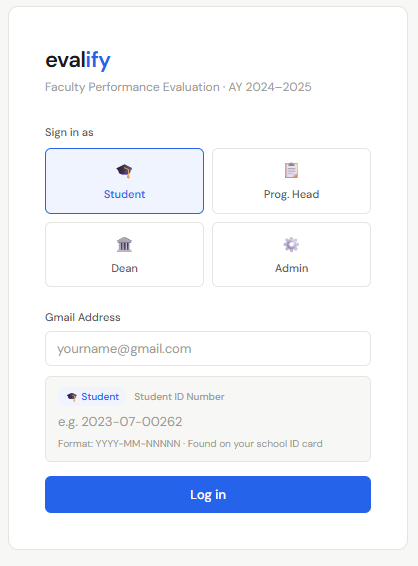 evalify
Faculty Performance Evaluation · AY 2024–2025
Sign in as
Student
Prog. Head
Dean
Admin
Gmail Address
yourname@gmail.com
Student Student ID Number
e.g. 2023-07-00262
Format: YYYY-MM-NNNNN · Found on your school ID card
Log in